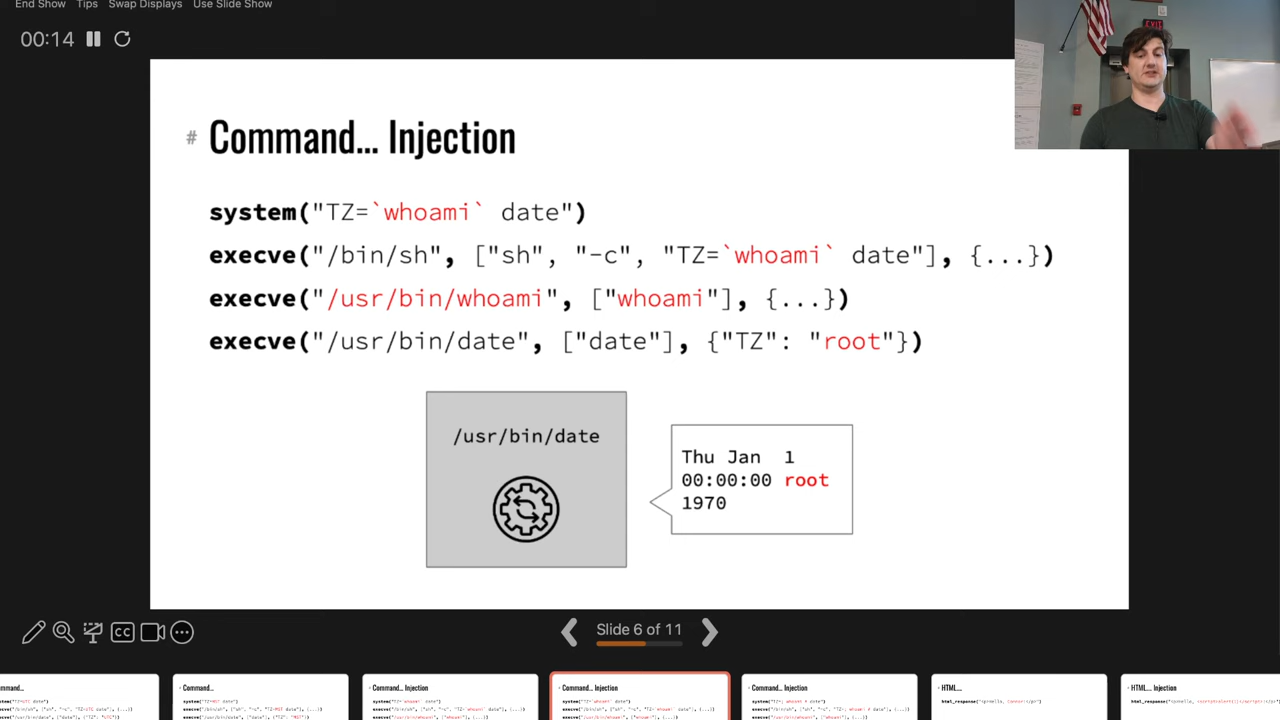 End Show Tips Swap Displays Use Slide Show
00:14
EXIT
# Command... Injection
system("TZ=`whoami` date")
execve("/bin/sh", ["sh", "-c", "TZ=`whoami` date"], {...})
execve("/usr/bin/whoami", ["whoami"], {...})
execve("/usr/bin/date", ["date"], {"TZ": "root"})
/usr/bin/date
Thu Jan 1
00:00:00 root
1970
CC
Slide 6 of 11
Command...
Command... Injection
Command... Injection
Command... Injection
HTML...
HTML... Injection